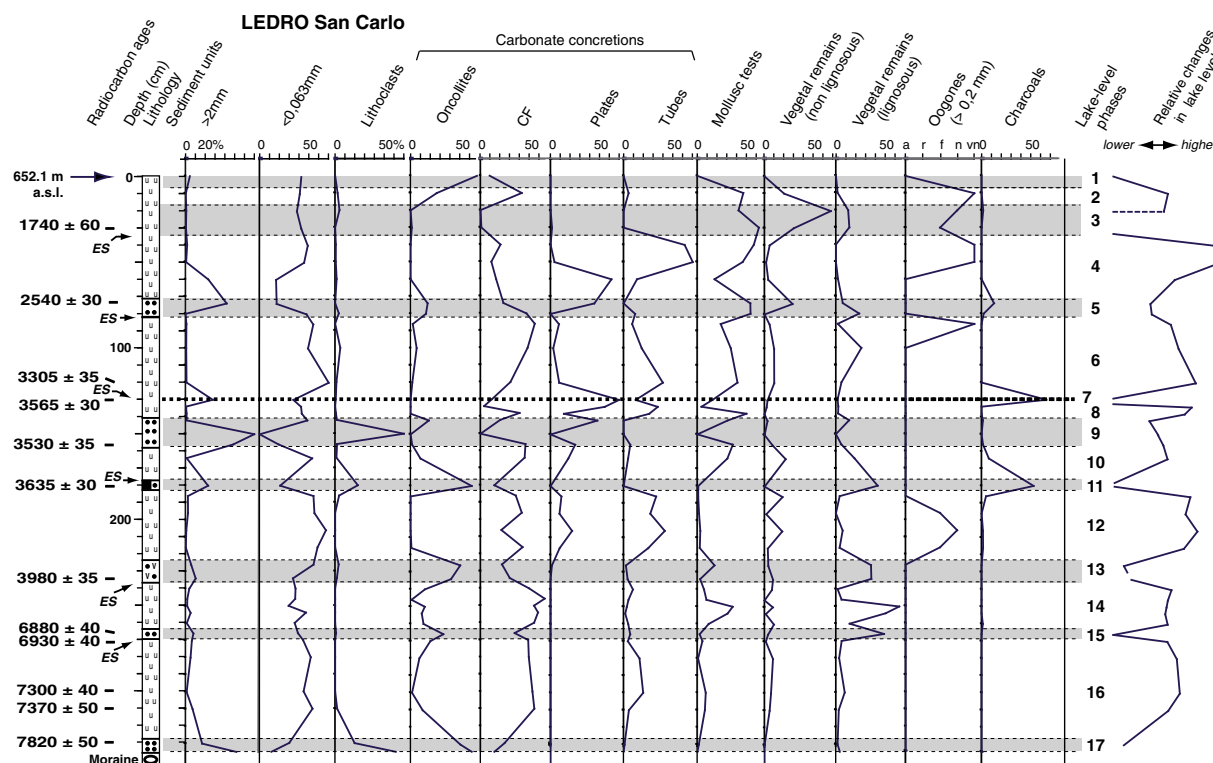 LEDRO San Carlo
Carbonate concretions
Radiocarbon ages
Depth (cm)
Lithology
Sediment units
>2mm
<0,063mm
Lithoclasts
Oncollites
CF
Plates
Tubes
Mollusc tests
Vegetal remains
(non lignosous)
Vegetal remains
(lignosous)
Oogones
(> 0,2 mm)
Charcoals
Lake-level
phases
Relative changes
in lake level
lower
higher
0 20%
0 50
0 50%
0 50
0 50
0 50
0 50
0 50
0 50
0 50
a r f n vn
50
652.1 m
a.s.l.
0
1
2
3
1740 ± 60
ES
4
2540 ± 30
5
ES
100
6
3305 ± 35
ES
7
3565 ± 30
8
9
3530 ± 35
10
ES
3635 ± 30
11
200
12
13
3980 ± 35
ES
14
6880 ± 40
15
6930 ± 40
ES
7300 ± 40
16
7370 ± 50
7820 ± 50
17
Moraine